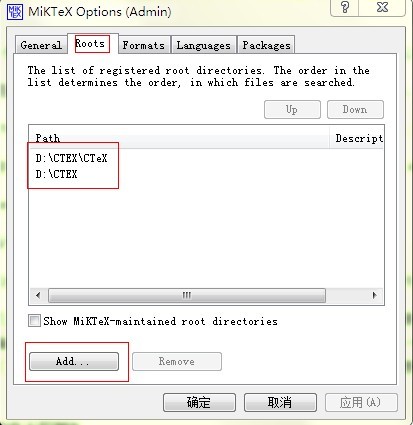 MiKTeX Options (Admin)
General Roots Formats Languages Packages
The list of registered root directories. The order in the
list determines the order, in which files are searched.
Up Down
Path Descript
D:\CTEX\CTeX
D:\CTEX
Show MiKTeX-maintained root directories
Add... Remove
确定 取消 应用(A)